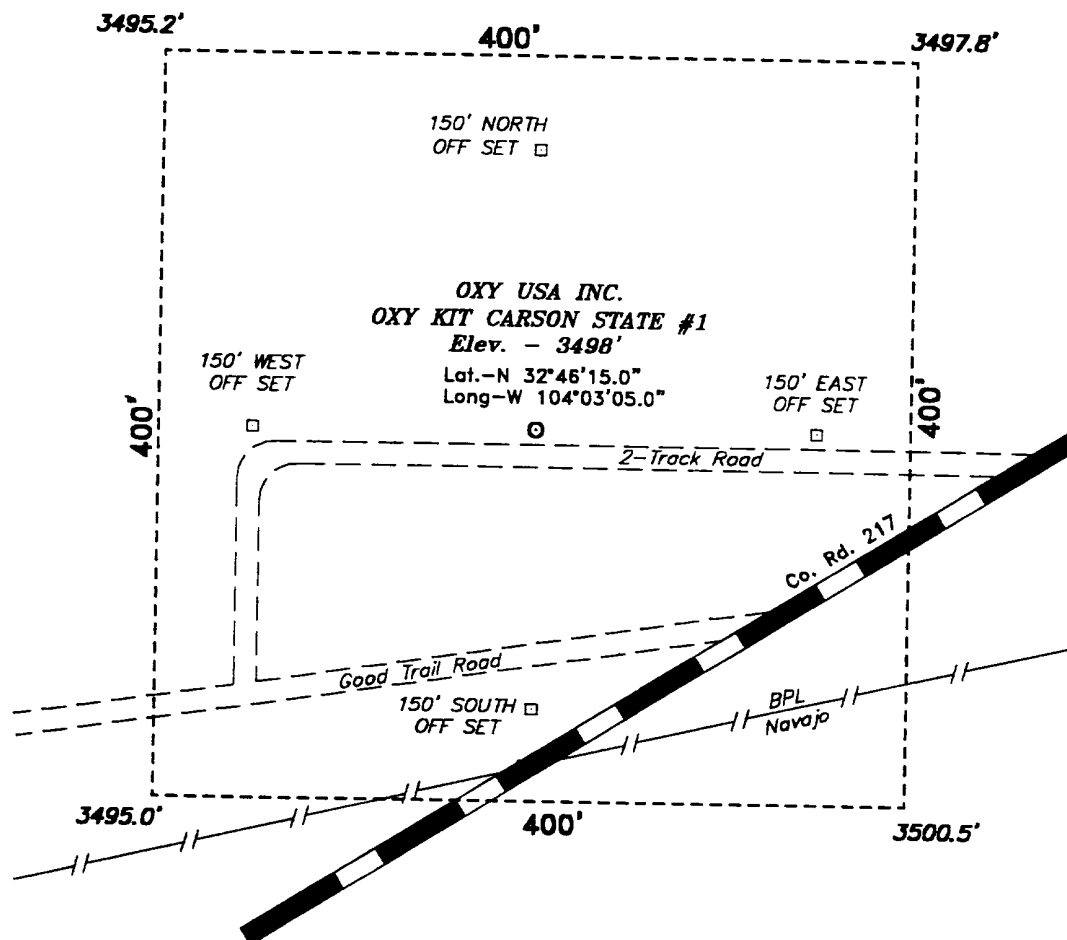 3495.2'
400'
3497.8'
150' NORTH
OFF SET
OXY USA INC.
OXY KIT CARSON STATE #1
Elev. - 3498'
Lat.-N 32°46'15.0"
Long-W 104°03'05.0"
150' WEST
OFF SET
150' EAST
OFF SET
400'
400'
2-Track Road
Co. Rd. 217
Good Trail Road
150' SOUTH
OFF SET
BPL
Navajo
3495.0'
400'
3500.5'